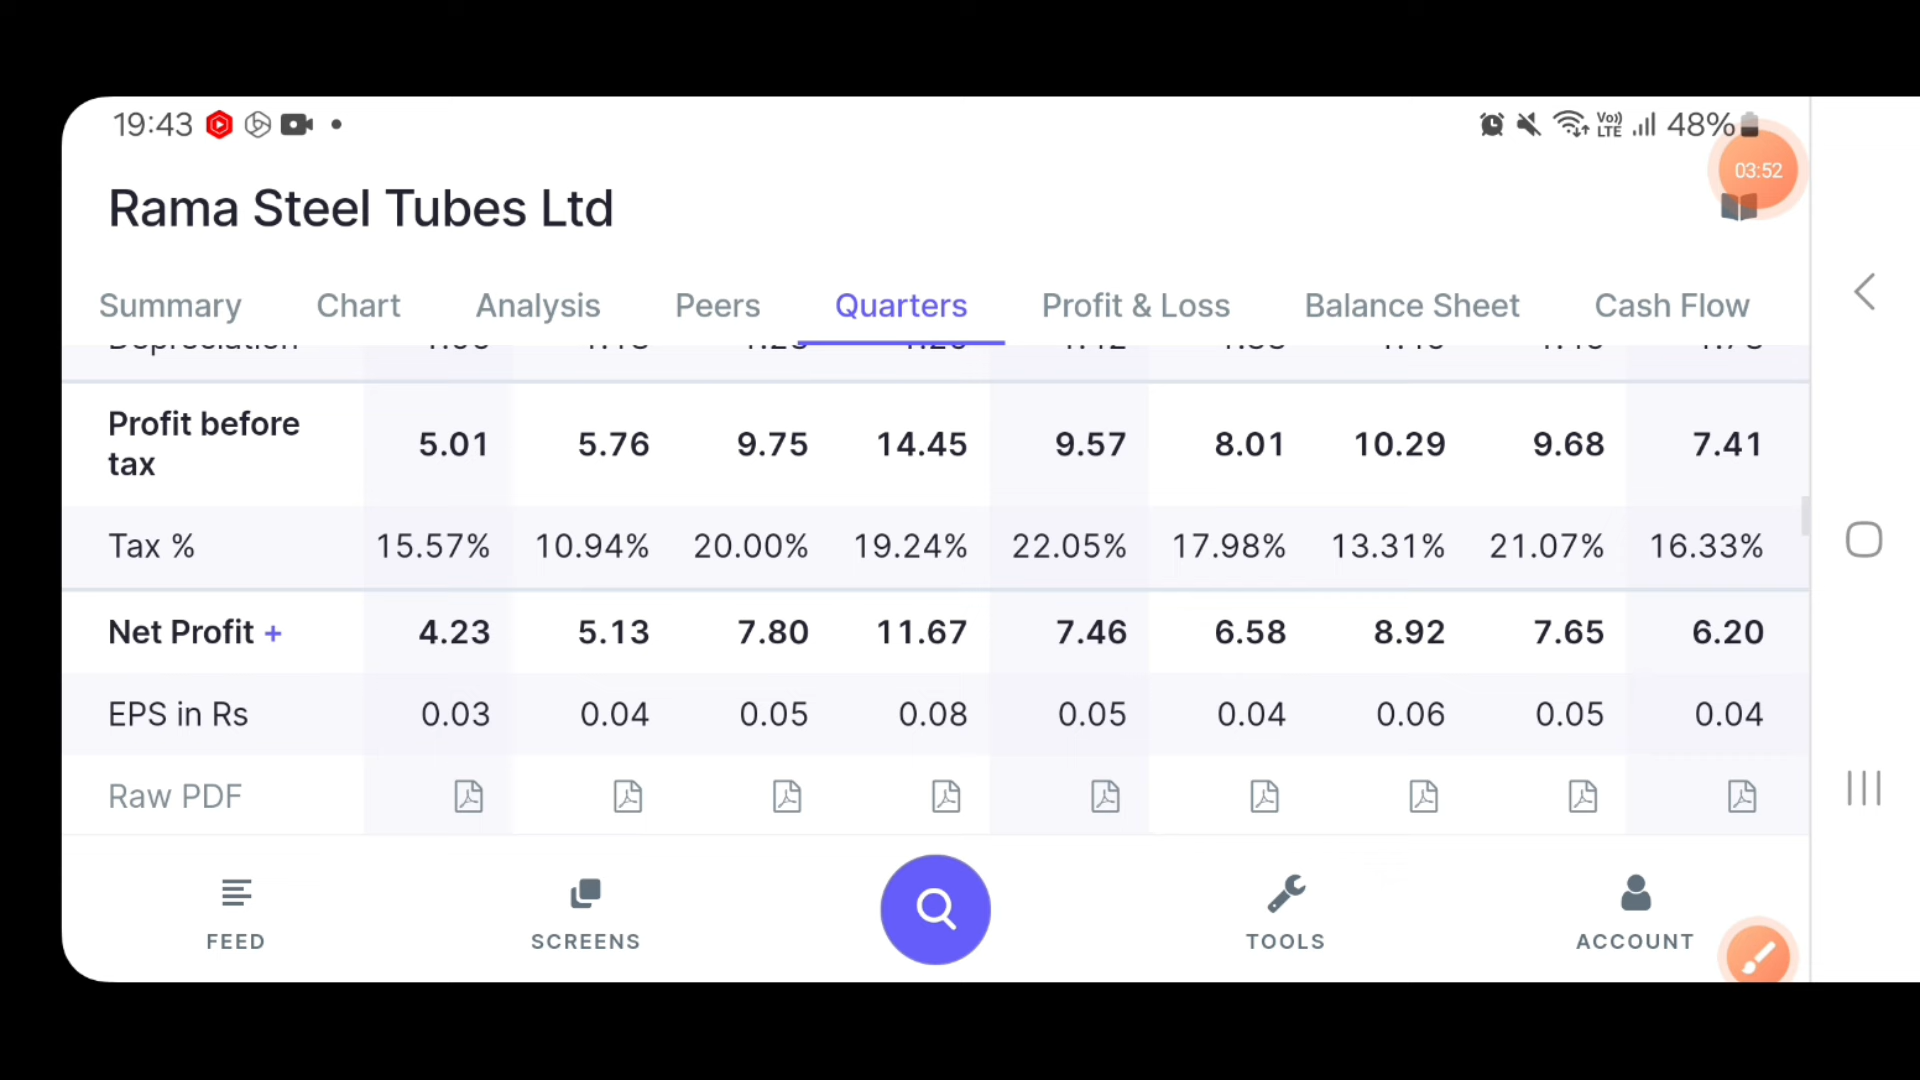 19:43 Vo)) LTE 48%
03:52
Rama Steel Tubes Ltd
Summary Chart Analysis Peers Quarters Profit & Loss Balance Sheet Cash Flow
Depreciation
Profit before tax 5.01 5.76 9.75 14.45 9.57 8.01 10.29 9.68 7.41
Tax % 15.57% 10.94% 20.00% 19.24% 22.05% 17.98% 13.31% 21.07% 16.33%
Net Profit + 4.23 5.13 7.80 11.67 7.46 6.58 8.92 7.65 6.20
EPS in Rs 0.03 0.04 0.05 0.08 0.05 0.04 0.06 0.05 0.04
Raw PDF
FEED SCREENS TOOLS ACCOUNT